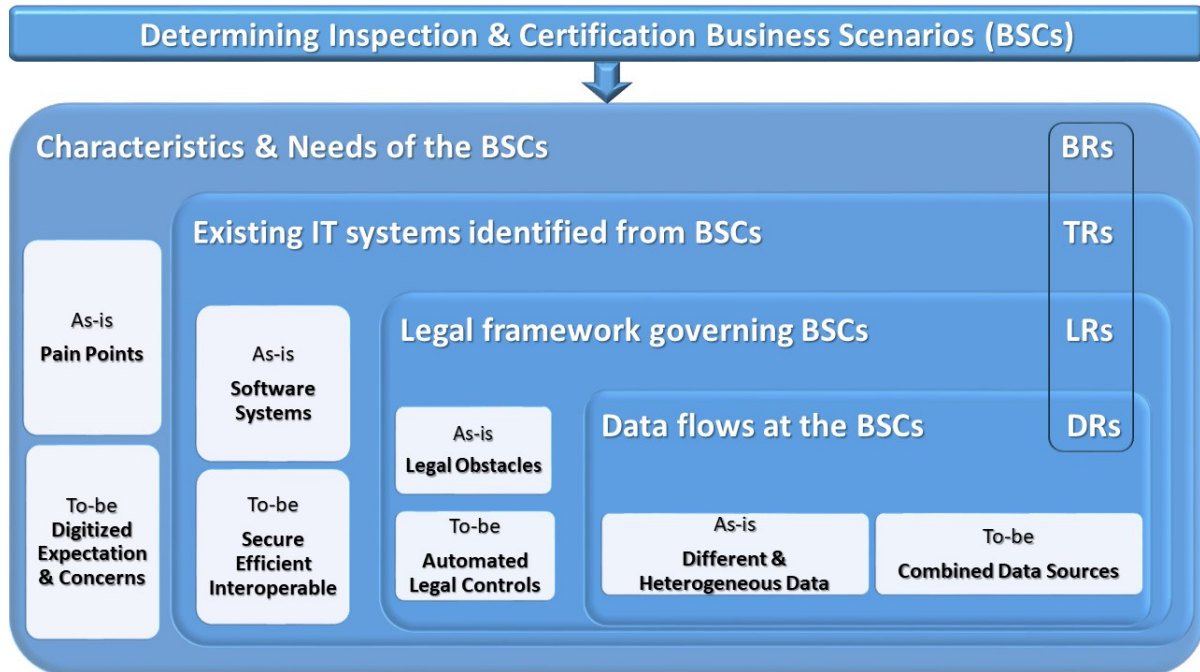 Determining Inspection & Certification Business Scenarios (BSCs)
Characteristics & Needs of the BSCs
BRs
Existing IT systems identified from BSCs
TRs
Legal framework governing BSCs
LRs
Data flows at the BSCs
DRs
As-is
Pain Points
To-be
Digitized
Expectation
& Concerns
As-is
Software
Systems
To-be
Secure
Efficient
Interoperable
As-is
Legal Obstacles
To-be
Automated
Legal Controls
As-is
Different &
Heterogeneous Data
To-be
Combined Data Sources